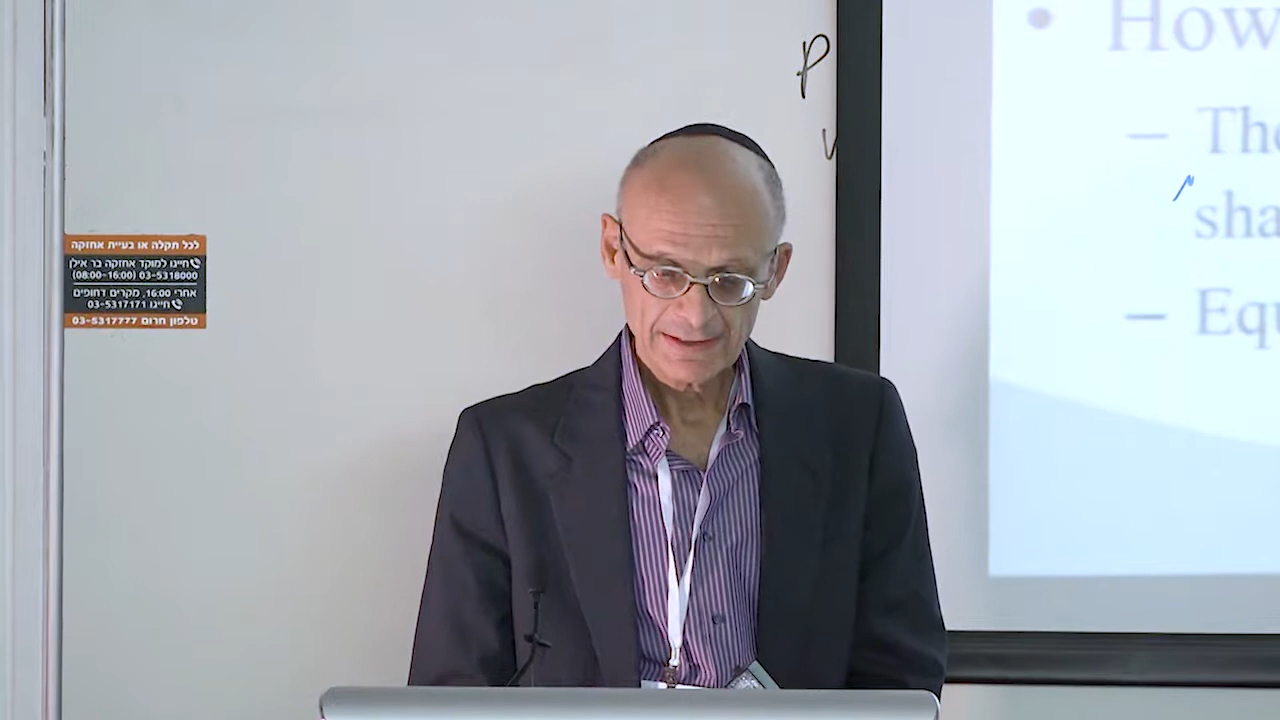 לכל תקלה או בעיית אחזקה
חייגו למוקד אחזקה בר אילן
03-5318000 (08:00-16:00)
אחרי 16:00, מקרים דחופים
חייגו 03-5317171
טלפון חרום 03-5317777
P
• How
– The
sha
– Equ